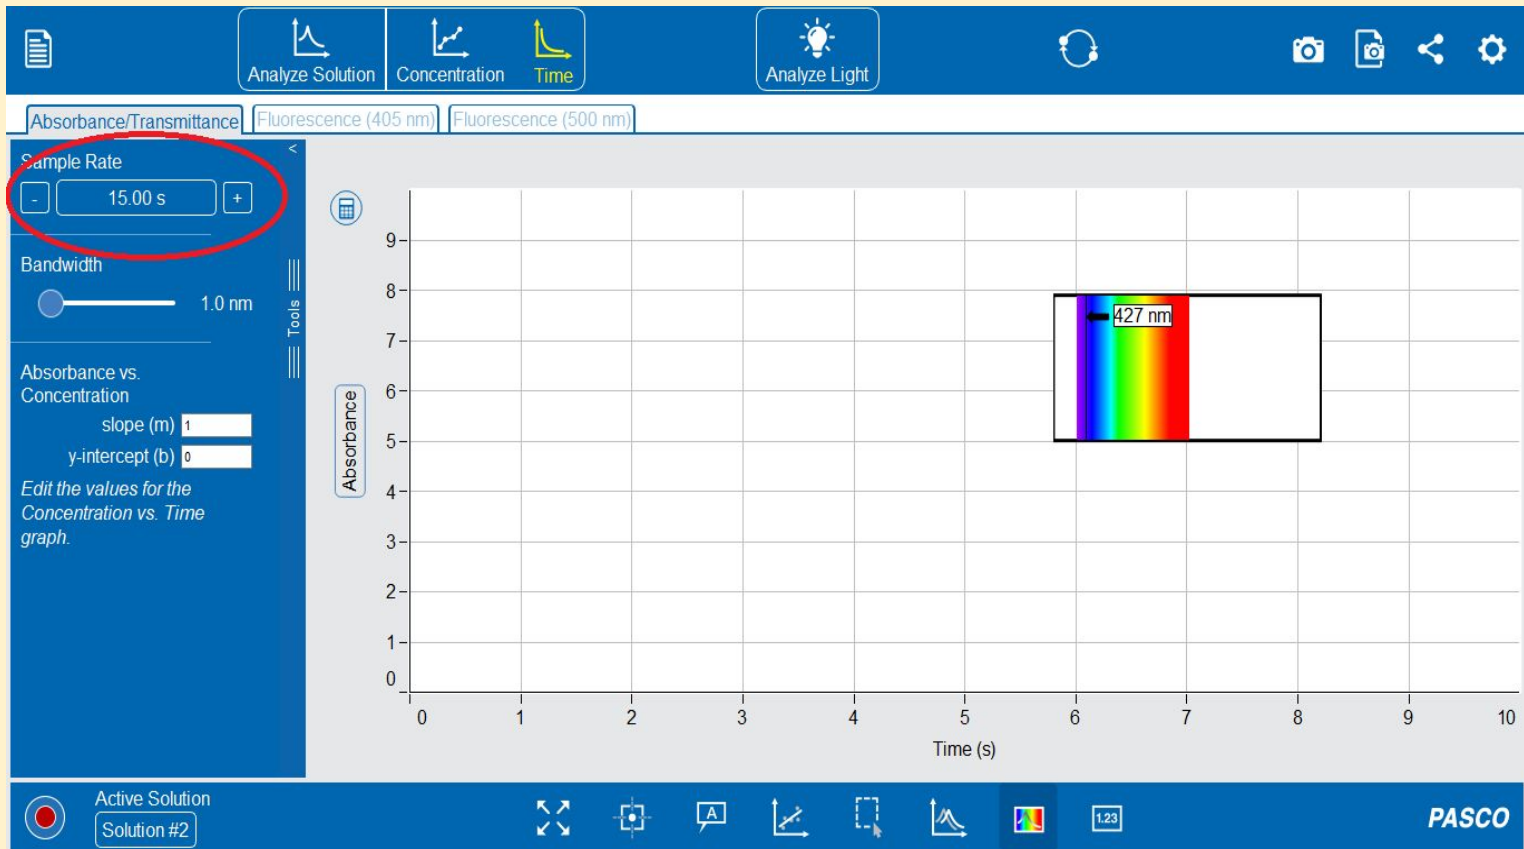 Analyze Solution
Concentration
Time
Analyze Light
Absorbance/Transmittance
Fluorescence (405 nm)
Fluorescence (500 nm)
Sample Rate
<
- 15.00 s +
Bandwidth
1.0 nm
Tools
Absorbance vs.
Concentration
slope (m) 1
y-intercept (b) 0
Edit the values for the
Concentration vs. Time
graph.
Absorbance
9
8
7
6
5
4
3
2
1
0
427 nm
0 1 2 3 4 5 6 7 8 9 10
Time (s)
Active Solution
Solution #2
A
1.23
PASCO